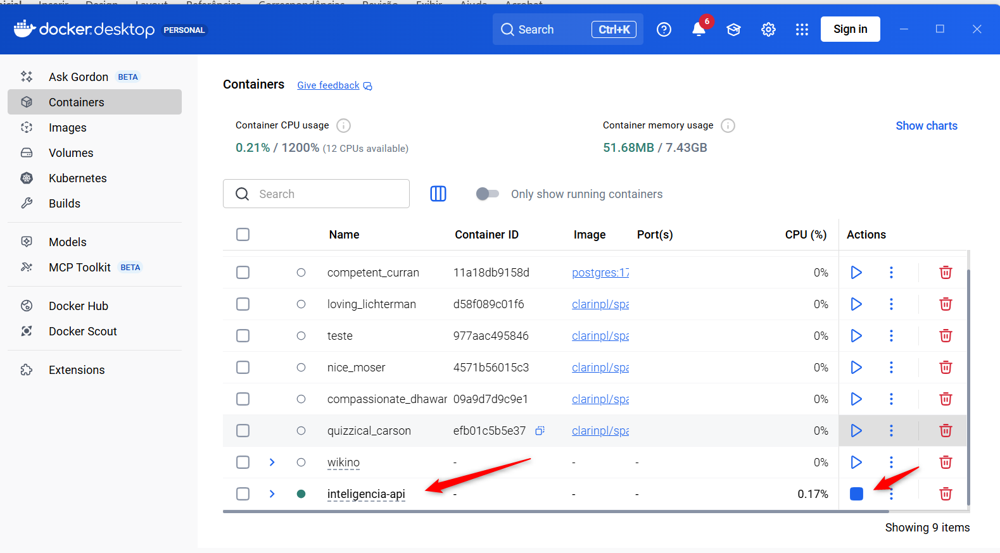 docker.desktop PERSONAL
Search Ctrl+K
6
Sign in
Ask Gordon BETA
Containers
Images
Volumes
Kubernetes
Builds
Models
MCP Toolkit BETA
Docker Hub
Docker Scout
Extensions
Containers Give feedback
Container CPU usage
0.21% / 1200% (12 CPUs available)
Container memory usage
51.68MB / 7.43GB
Show charts
Search
Only show running containers
Name Container ID Image Port(s) CPU (%) Actions
competent_curran 11a18db9158d postgres:17 0%
loving_lichterman d58f089c01f6 clarinpl/spa 0%
teste 977aac495846 clarinpl/spa 0%
nice_moser 4571b56015c3 clarinpl/spa 0%
compassionate_dhawan 09a9d7d9c9e1 clarinpl/spa 0%
quizzical_carson efb01c5b5e37 clarinpl/spa 0%
wikino - - - 0%
inteligencia-api - - - 0.17%
Showing 9 items